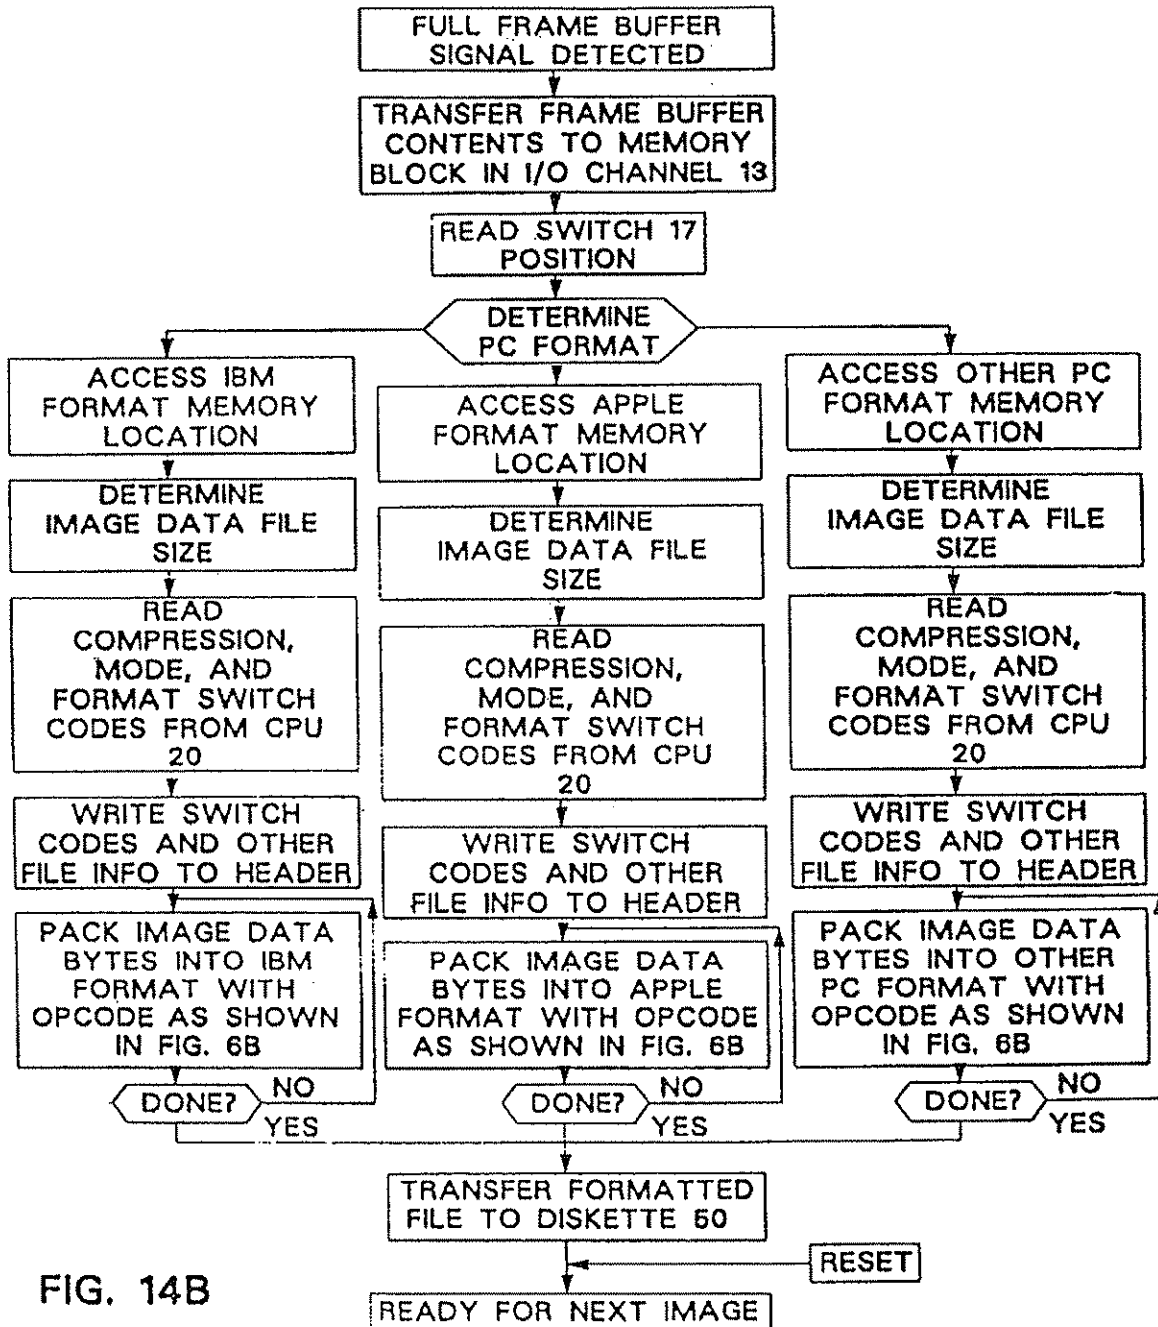 FULL FRAME BUFFER
SIGNAL DETECTED
TRANSFER FRAME BUFFER
CONTENTS TO MEMORY
BLOCK IN I/O CHANNEL 13
READ SWITCH 17
POSITION
DETERMINE
PC FORMAT
ACCESS IBM
FORMAT MEMORY
LOCATION
DETERMINE
IMAGE DATA FILE
SIZE
READ
COMPRESSION,
MODE, AND
FORMAT SWITCH
CODES FROM CPU
20
WRITE SWITCH
CODES AND OTHER
FILE INFO TO HEADER
PACK IMAGE DATA
BYTES INTO IBM
FORMAT WITH
OPCODE AS SHOWN
IN FIG. 6B
DONE?
NO
YES
ACCESS APPLE
FORMAT MEMORY
LOCATION
DETERMINE
IMAGE DATA FILE
SIZE
READ
COMPRESSION,
MODE, AND
FORMAT SWITCH
CODES FROM CPU
20
WRITE SWITCH
CODES AND OTHER
FILE INFO TO HEADER
PACK IMAGE DATA
BYTES INTO APPLE
FORMAT WITH OPCODE
AS SHOWN IN FIG. 6B
DONE?
NO
YES
ACCESS OTHER PC
FORMAT MEMORY
LOCATION
DETERMINE
IMAGE DATA FILE
SIZE
READ
COMPRESSION,
MODE, AND
FORMAT SWITCH
CODES FROM CPU
20
WRITE SWITCH
CODES AND OTHER
FILE INFO TO HEADER
PACK IMAGE DATA
BYTES INTO OTHER
PC FORMAT WITH
OPCODE AS SHOWN
IN FIG. 6B
DONE?
NO
YES
TRANSFER FORMATTED
FILE TO DISKETTE 50
RESET
READY FOR NEXT IMAGE
FIG. 14B